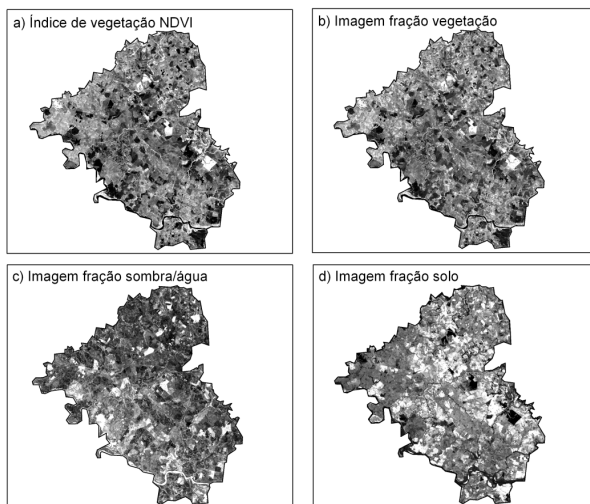 a) Índice de vegetação NDVI
b) Imagem fração vegetação
c) Imagem fração sombra/água
d) Imagem fração solo